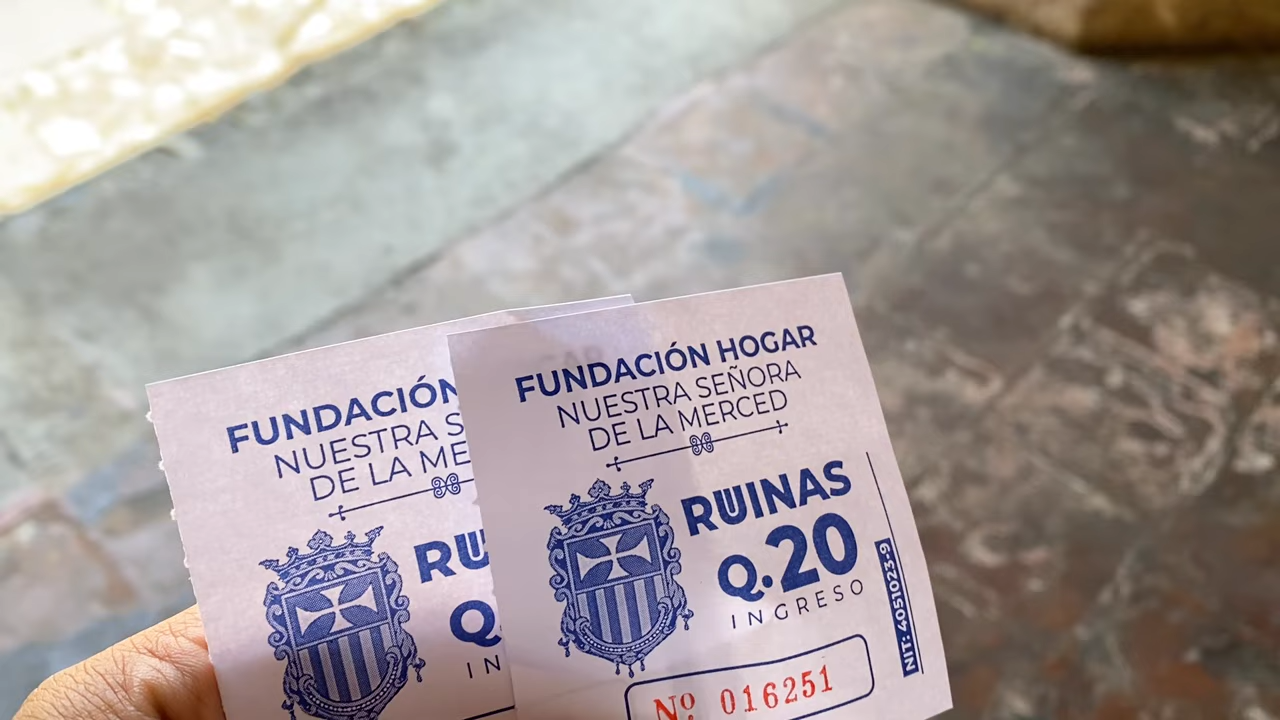 FUNDACIÓN
NUESTRA S
DE LA ME
RU
Q.
IN
FUNDACIÓN HOGAR
NUESTRA SEÑORA
DE LA MERCED
RUINAS
Q.20
INGRESO
NIT: 4051023-9
Nº 016251